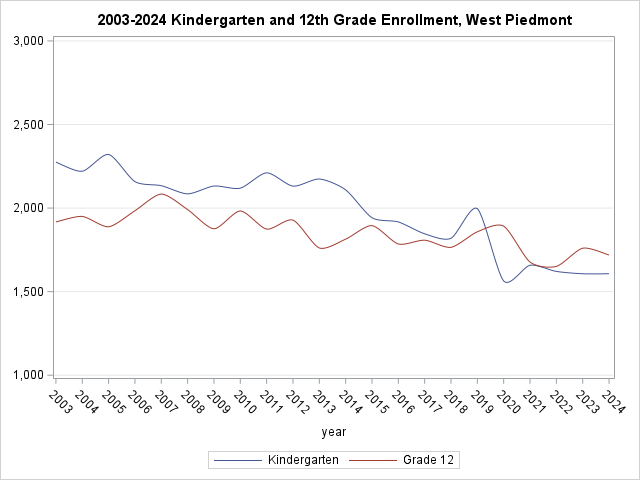 2003-2024 Kindergarten and 12th Grade Enrollment, West Piedmont
3,000
2,500
2,000
1,500
1,000
2003 2004 2005 2006 2007 2008 2009 2010 2011 2012 2013 2014 2015 2016 2017 2018 2019 2020 2021 2022 2023 2024
year
Kindergarten Grade 12